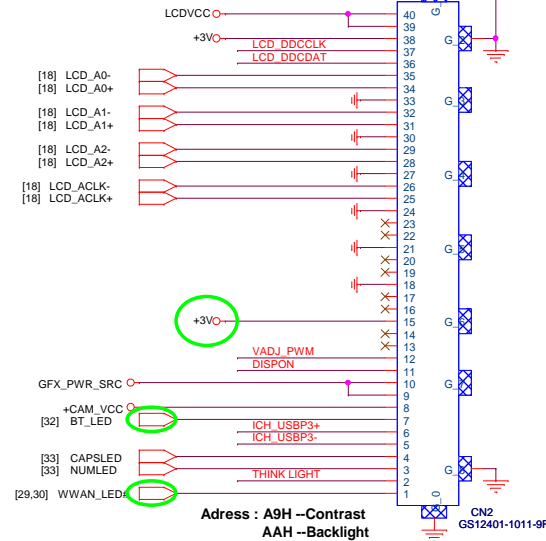 LCDVCC 40
39
+3V 38
LCD_DDCCLK 37
LCD_DDCDAT 36
[18] LCD_A0- 35
[18] LCD_A0+ 34
33
[18] LCD_A1- 32
[18] LCD_A1+ 31
30
[18] LCD_A2- 29
[18] LCD_A2+ 28
27
[18] LCD_ACLK- 26
[18] LCD_ACLK+ 25
24
23
22
21
20
19
18
17
16
+3V 15
14
13
VADJ_PWM 12
DISPON 11
GFX_PWR_SRC 10
9
+CAM_VCC 8
[32] BT_LED 7
ICH_USBP3+ 6
ICH_USBP3- 5
[33] CAPSLED 4
[33] NUMLED 3
THINK LIGHT 2
[29,30] WWAN_LED# 1
G_0
Adress : A9H --Contrast
AAH --Backlight
CN2